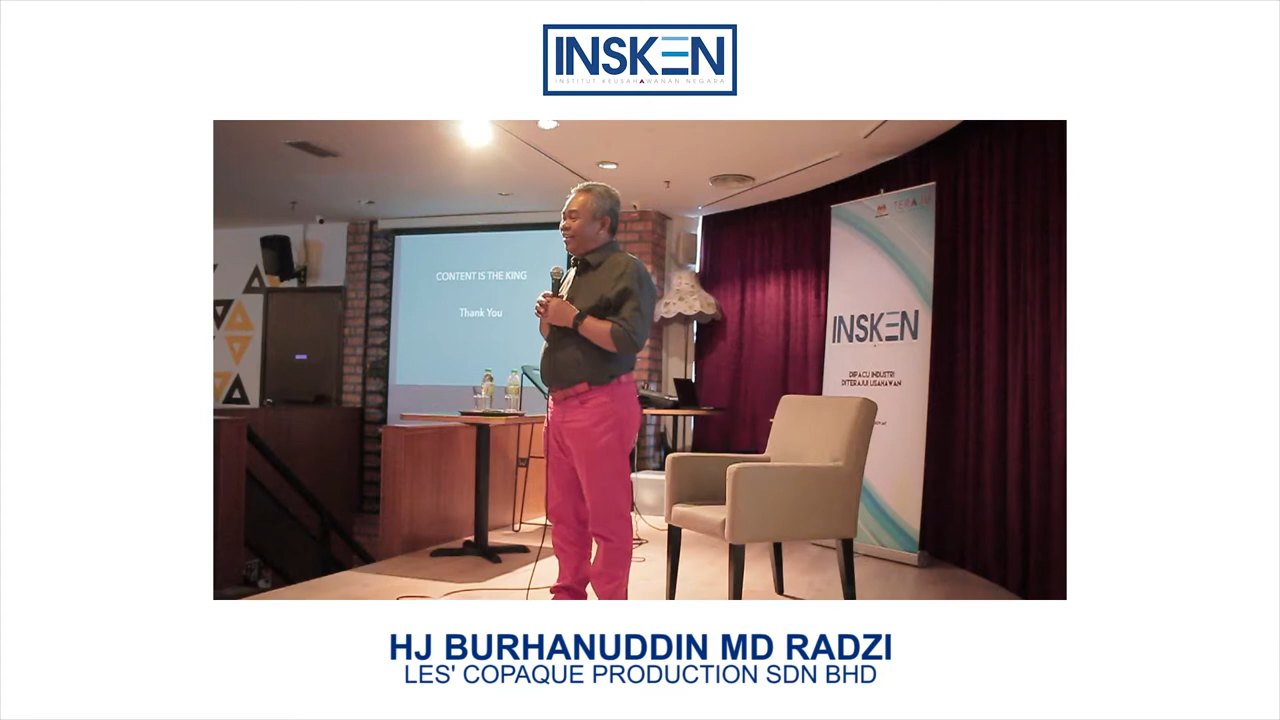 INSKEN
INSTITUT KEUSAHAWANAN NEGARA
CONTENT IS THE KING
Thank You
TERAJU
INSKEN
DIPACU INDUSTRI
DITERAJUI USAHAWAN
HJ BURHANUDDIN MD RADZI
LES' COPAQUE PRODUCTION SDN BHD